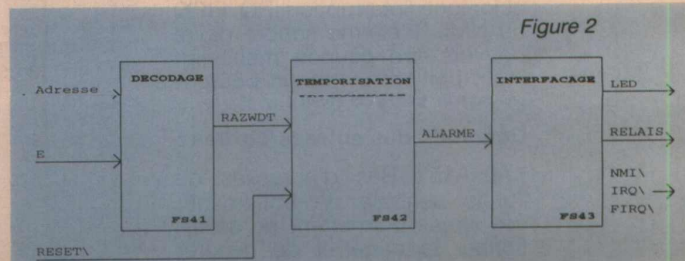 Figure 2
DECODAGE
TEMPORISATION
INTERFACAGE
Adresse
LED
RAZWDT
ALARME
RELAIS
E
NMI\
IRQ\
FIRQ\
FS41
FS42
FS43
RESET\